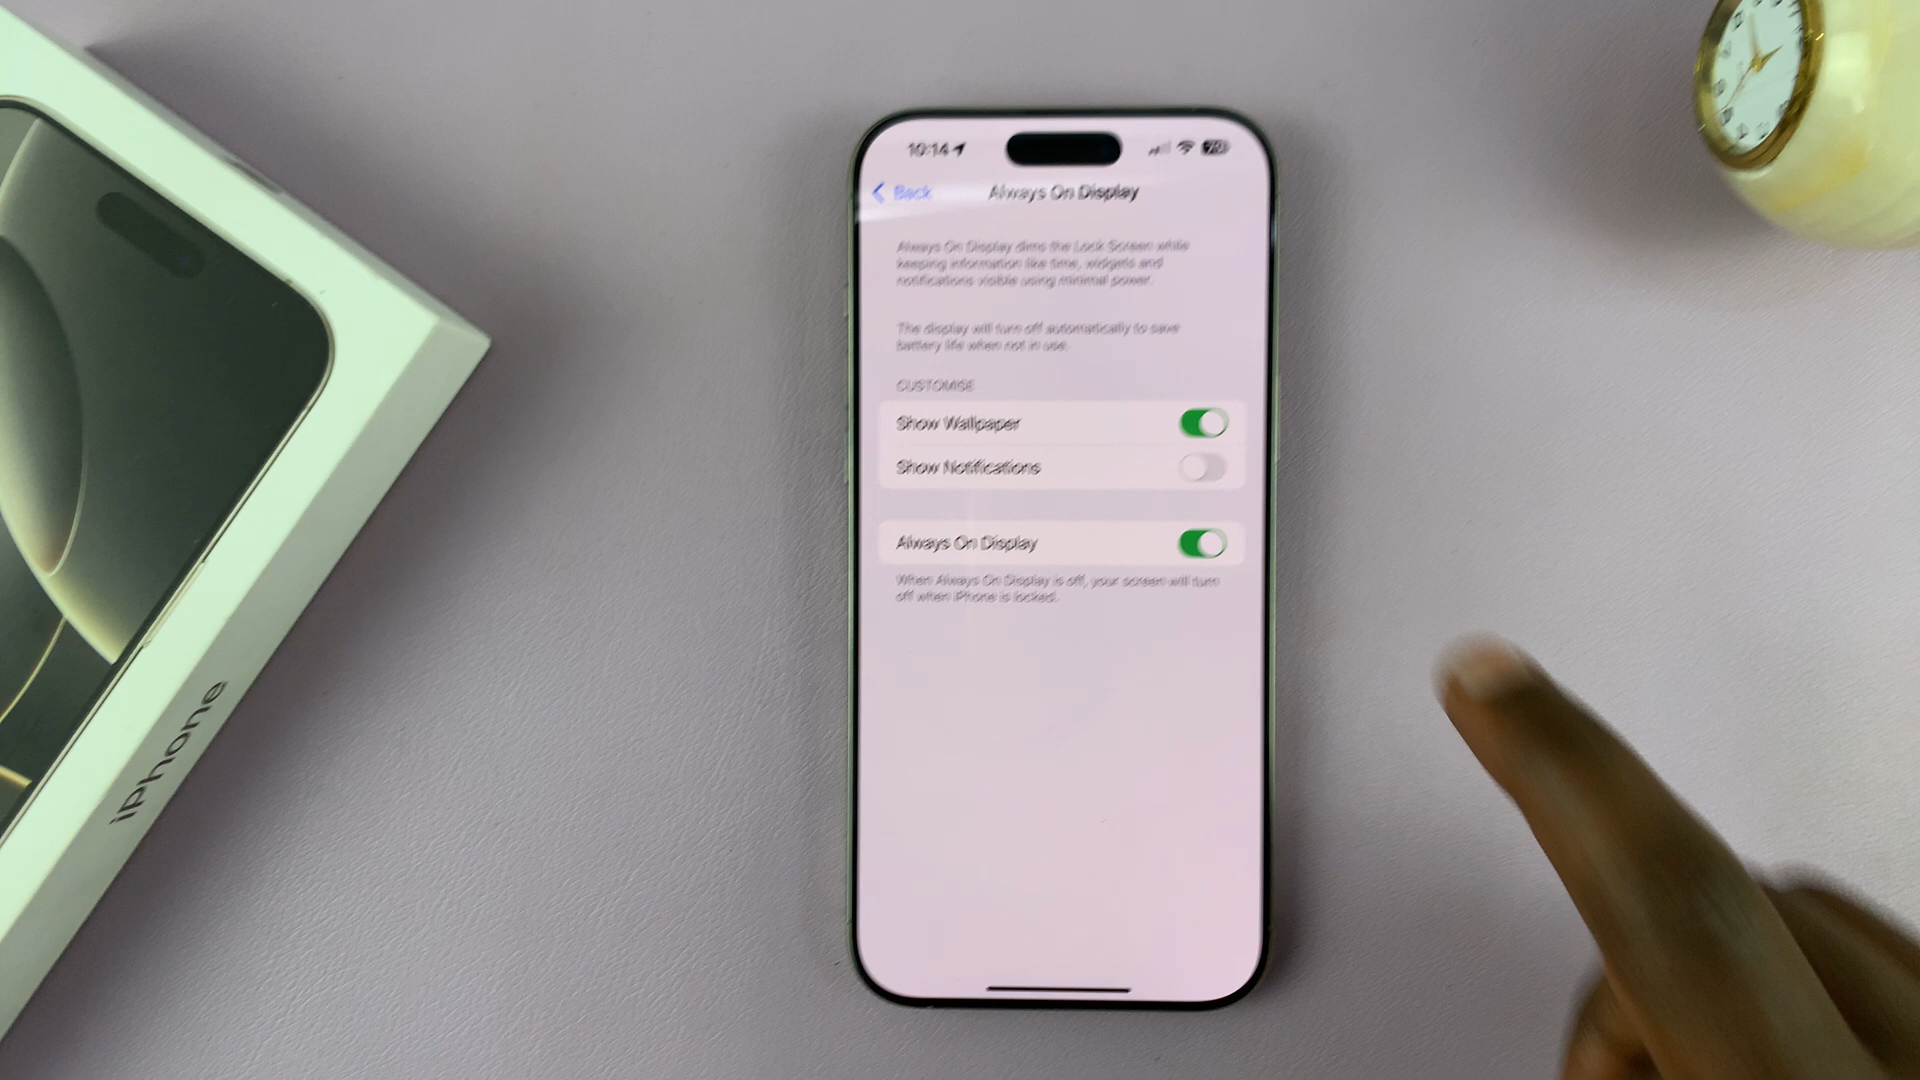 10:14
Back
Always On Display
Always On Display dims the Lock Screen while
keeping information like time, widgets and
notifications visible using minimal power.
The display will turn off automatically to save
battery life when not in use.
CUSTOMISE
Show Wallpaper
Show Notifications
Always On Display
When Always On Display is off, your screen will turn
off when iPhone is locked.
iPhone